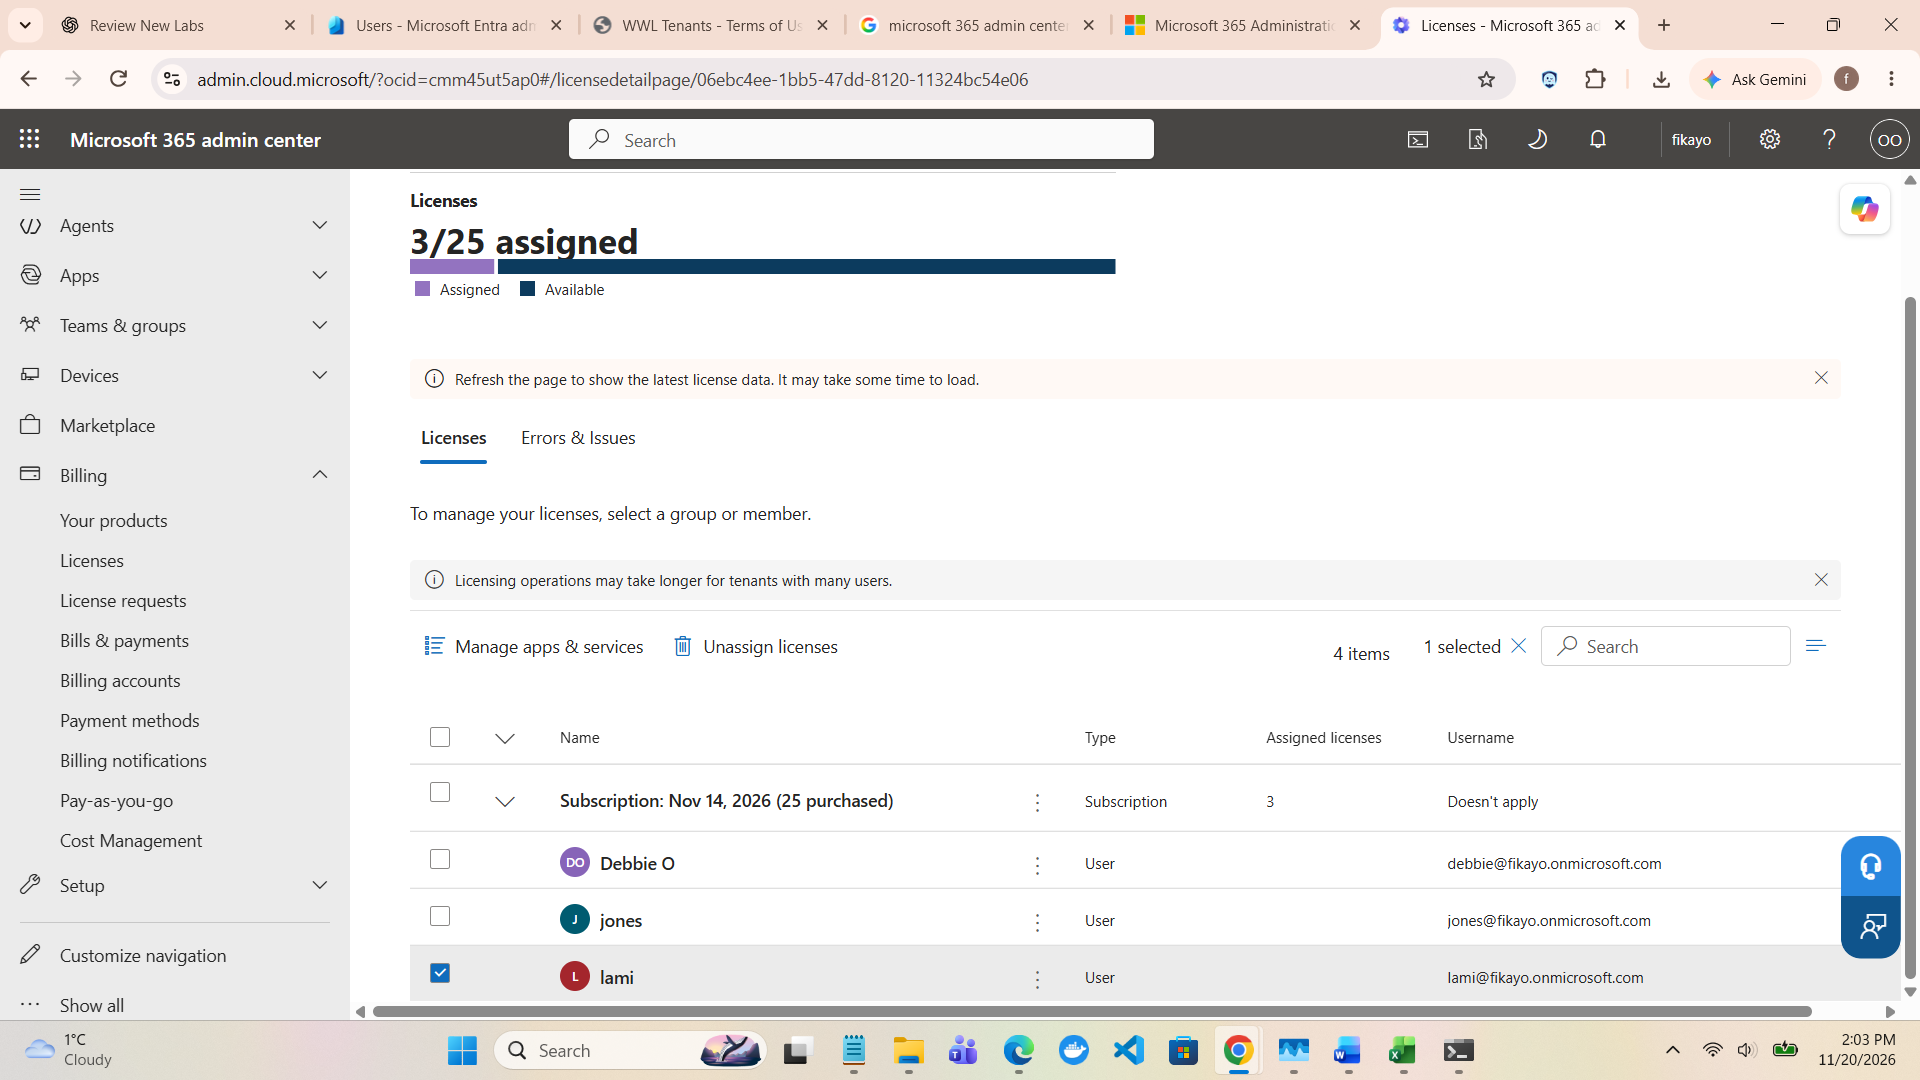 Review New Labs
Users - Microsoft Entra adm
WWL Tenants - Terms of Us
microsoft 365 admin center
Microsoft 365 Administratio
Licenses - Microsoft 365 ad
admin.cloud.microsoft/?ocid=cmm45ut5ap0#/licensedetailpage/06ebc4ee-1bb5-47dd-8120-11324bc54e06
Ask Gemini
f
Microsoft 365 admin center
Search
fikayo
OO
Agents
Apps
Teams & groups
Devices
Marketplace
Billing
Your products
Licenses
License requests
Bills & payments
Billing accounts
Payment methods
Billing notifications
Pay-as-you-go
Cost Management
Setup
Customize navigation
Show all
Licenses
3/25 assigned
Assigned
Available
Refresh the page to show the latest license data. It may take some time to load.
Licenses
Errors & Issues
To manage your licenses, select a group or member.
Licensing operations may take longer for tenants with many users.
Manage apps & services
Unassign licenses
4 items
1 selected
Search
Name Type Assigned licenses Username
Subscription: Nov 14, 2026 (25 purchased) Subscription 3 Doesn't apply
DO Debbie O User debbie@fikayo.onmicrosoft.com
J jones User jones@fikayo.onmicrosoft.com
L lami User lami@fikayo.onmicrosoft.com
1°C
Cloudy
Search
2:03 PM
11/20/2026